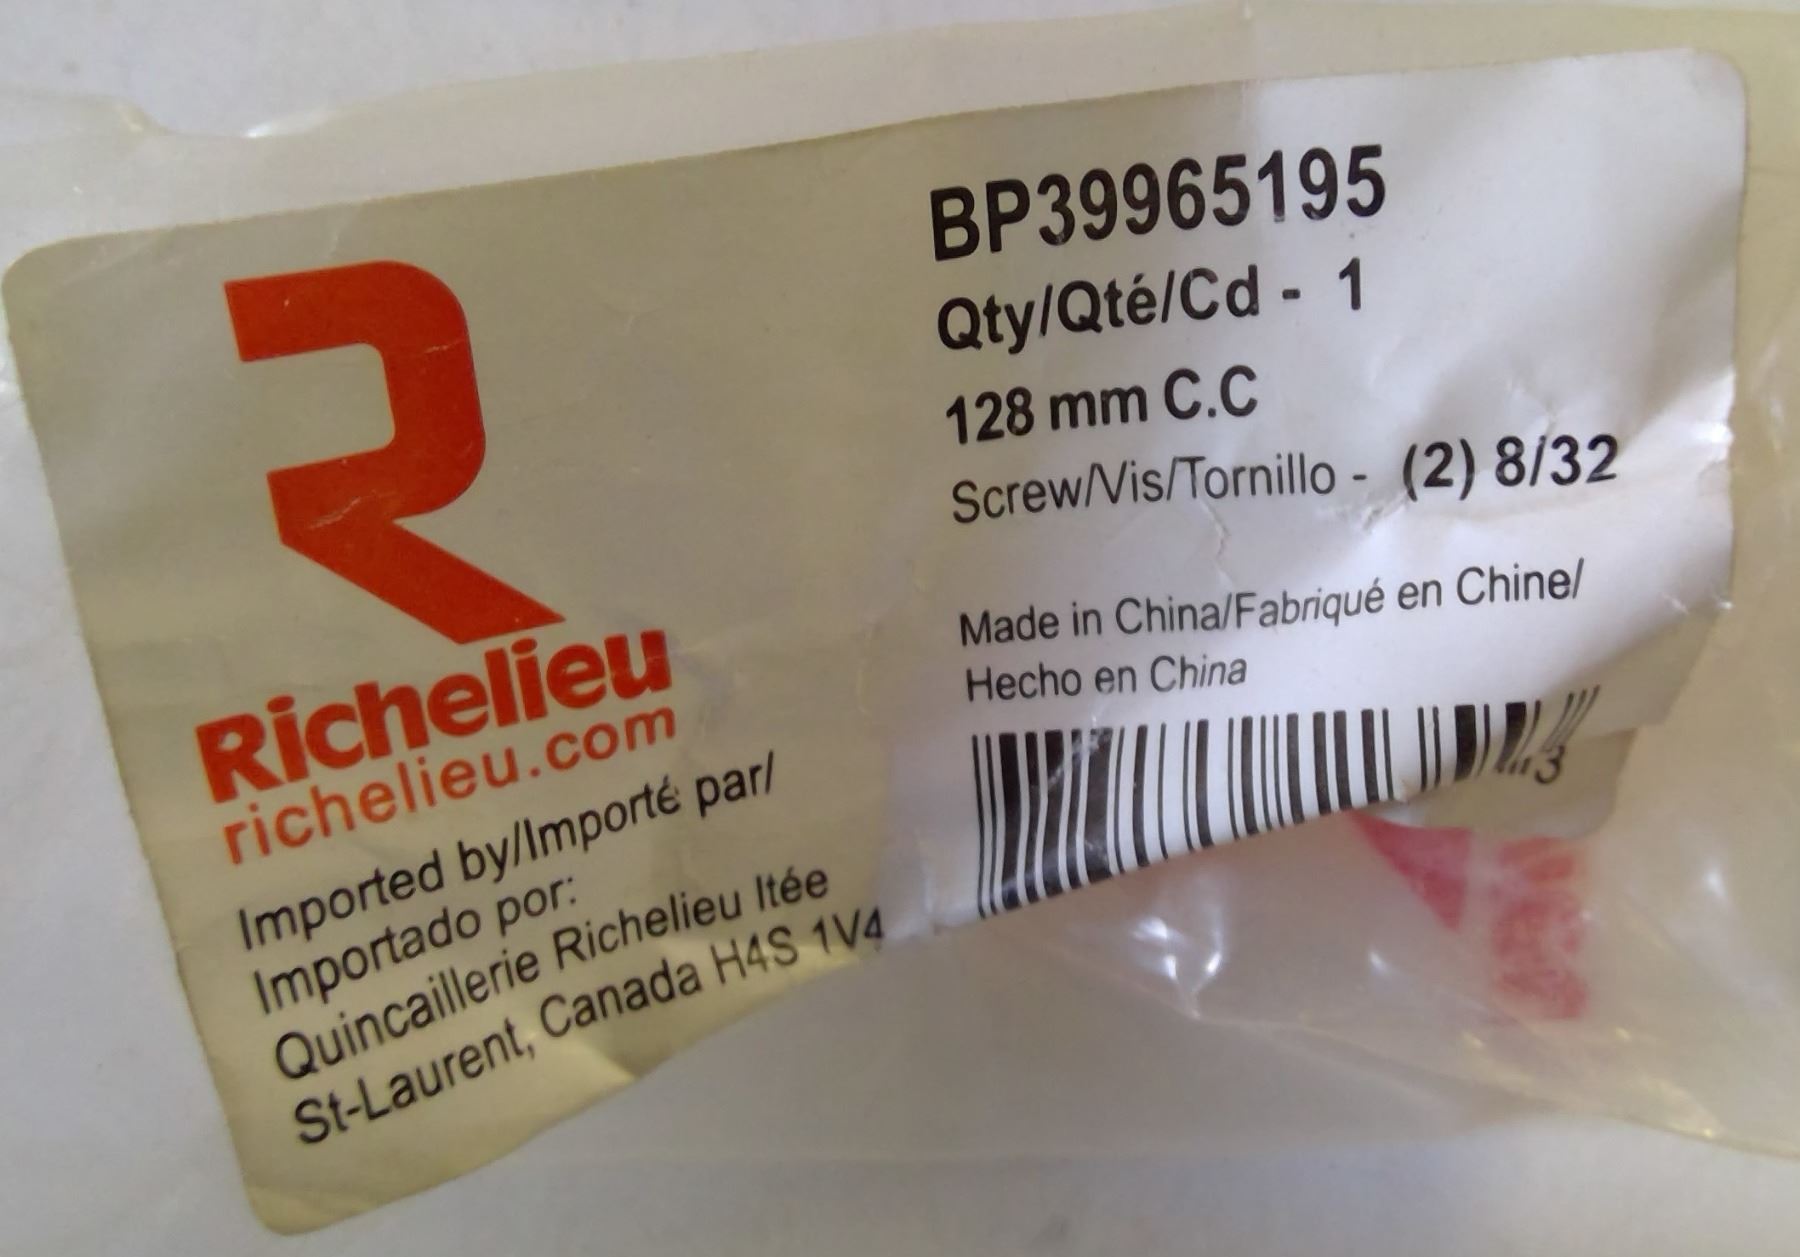 Richelieu
richelieu.com
Imported by/Importé par/
Importado por:
Quincaillerie Richelieu ltée
St-Laurent, Canada H4S 1V4
BP39965195
Qty/Qté/Cd - 1
128 mm C.C
Screw/Vis/Tornillo - (2) 8/32
Made in China/Fabriqué en Chine/
Hecho en China
3